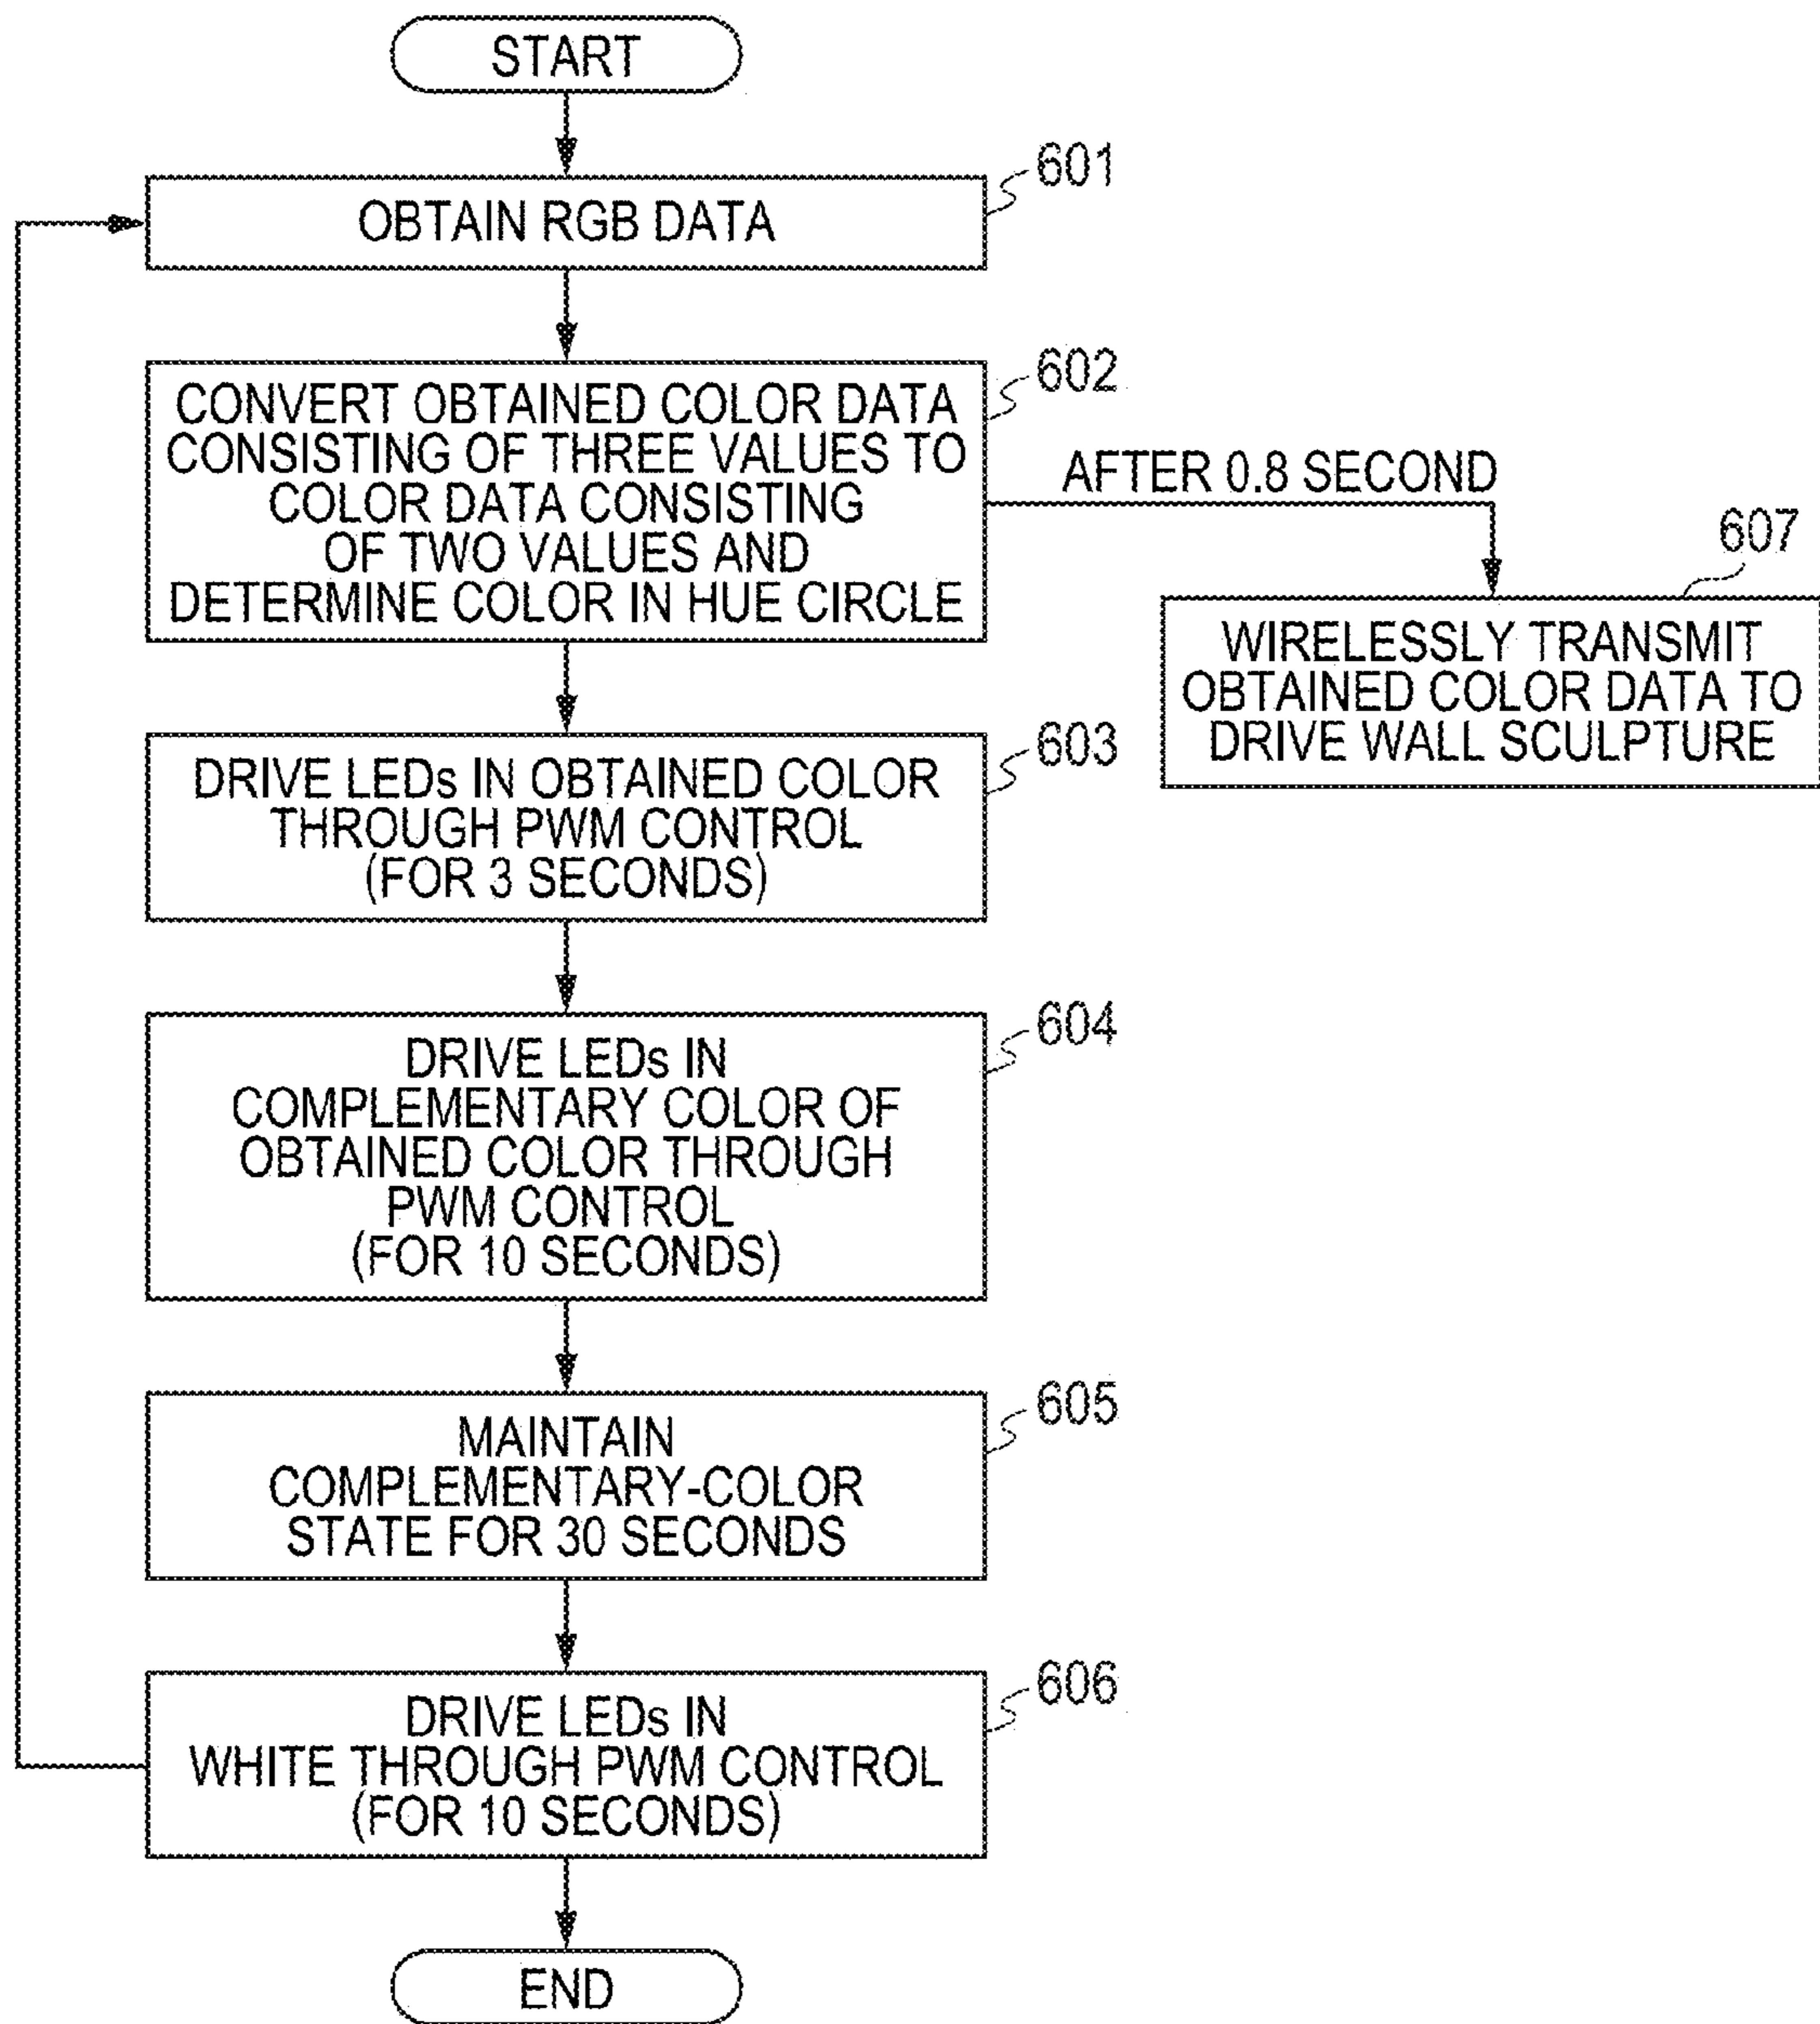 START
601
OBTAIN RGB DATA
602
CONVERT OBTAINED COLOR DATA
CONSISTING OF THREE VALUES TO
COLOR DATA CONSISTING
OF TWO VALUES AND
DETERMINE COLOR IN HUE CIRCLE
AFTER 0.8 SECOND
607
WIRELESSLY TRANSMIT
OBTAINED COLOR DATA TO
DRIVE WALL SCULPTURE
603
DRIVE LEDs IN OBTAINED COLOR
THROUGH PWM CONTROL
(FOR 3 SECONDS)
604
DRIVE LEDs IN
COMPLEMENTARY COLOR OF
OBTAINED COLOR THROUGH
PWM CONTROL
(FOR 10 SECONDS)
605
MAINTAIN
COMPLEMENTARY-COLOR
STATE FOR 30 SECONDS
606
DRIVE LEDs IN
WHITE THROUGH PWM CONTROL
(FOR 10 SECONDS)
END